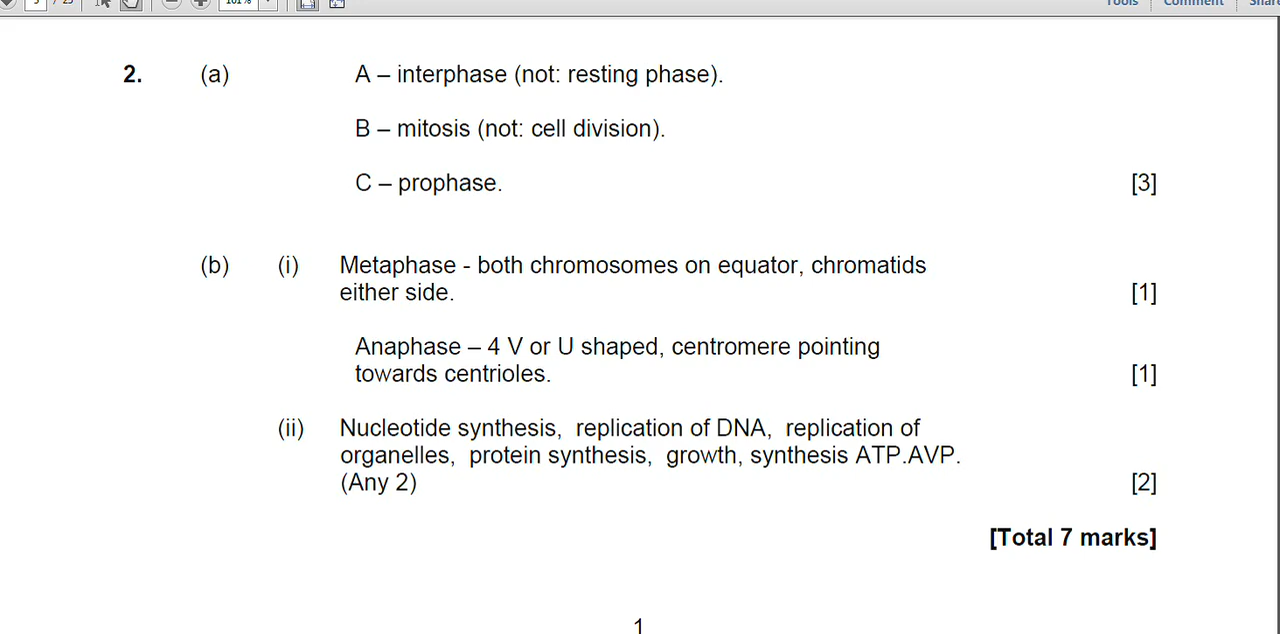 Tools Comment
2. (a) A – interphase (not: resting phase).
B – mitosis (not: cell division).
C – prophase. [3]
(b) (i) Metaphase - both chromosomes on equator, chromatids
either side. [1]
Anaphase – 4 V or U shaped, centromere pointing
towards centrioles. [1]
(ii) Nucleotide synthesis, replication of DNA, replication of
organelles, protein synthesis, growth, synthesis ATP.AVP.
(Any 2) [2]
[Total 7 marks]
1